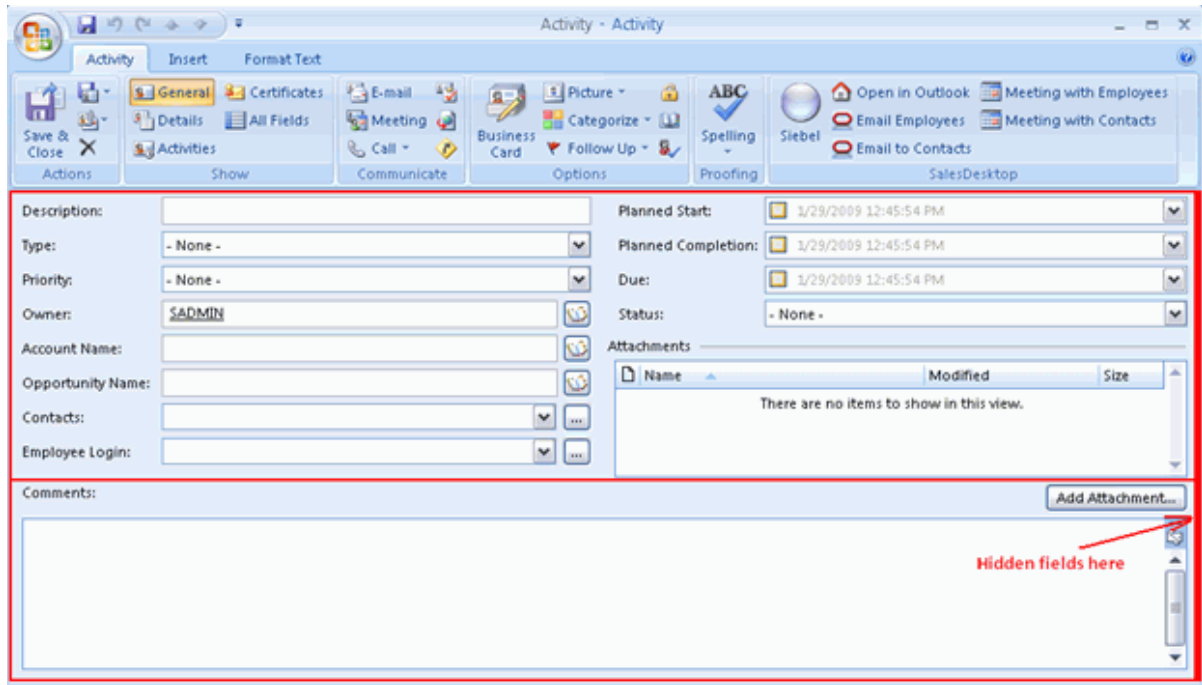 Activity - Activity
Activity Insert Format Text
General Certificates E-mail Picture ABC Open in Outlook Meeting with Employees
Details All Fields Meeting Categorize Email Employees Meeting with Contacts
Save & Close Activities Call Business Card Follow Up Spelling Siebel Email to Contacts
Actions Show Communicate Options Proofing SalesDesktop
Description: Planned Start: 1/29/2009 12:45:54 PM
Type: - None - Planned Completion: 1/29/2009 12:45:54 PM
Priority: - None - Due: 1/29/2009 12:45:54 PM
Owner: SADMIN Status: - None -
Account Name: Attachments
Opportunity Name: Name Modified Size
Contacts: There are no items to show in this view.
Employee Login:
Comments: Add Attachment...
Hidden fields here